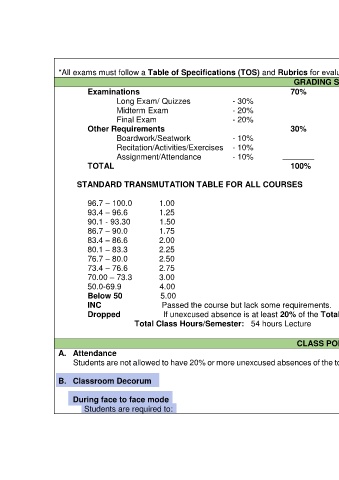 *All exams must follow a Table of Specifications (TOS) and Rubrics for evalu
GRADING S
Examinations 70%
Long Exam/ Quizzes - 30%
Midterm Exam - 20%
Final Exam - 20%
Other Requirements 30%
Boardwork/Seatwork - 10%
Recitation/Activities/Exercises - 10%
Assignment/Attendance - 10%
TOTAL 100%
STANDARD TRANSMUTATION TABLE FOR ALL COURSES
96.7 – 100.0 1.00
93.4 – 96.6 1.25
90.1 - 93.30 1.50
86.7 – 90.0 1.75
83.4 – 86.6 2.00
80.1 – 83.3 2.25
76.7 – 80.0 2.50
73.4 – 76.6 2.75
70.00 – 73.3 3.00
50.0-69.9 4.00
Below 50 5.00
INC Passed the course but lack some requirements.
Dropped If unexcused absence is at least 20% of the Total
Total Class Hours/Semester: 54 hours Lecture
CLASS PO
A. Attendance
Students are not allowed to have 20% or more unexcused absences of the to
B. Classroom Decorum
During face to face mode
Students are required to: